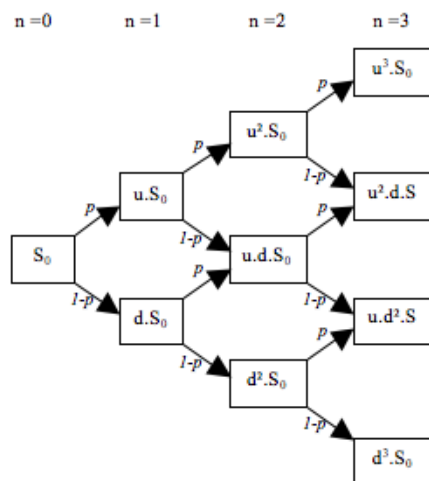 n =0 n =1 n =2 n =3
u³.S₀
p
u².S₀
p 1-p
u.S₀ u².d.S
p 1-p p
S₀ u.d.S₀
1-p p 1-p
d.S₀ u.d².S
1-p p
d².S₀
1-p
d³.S₀